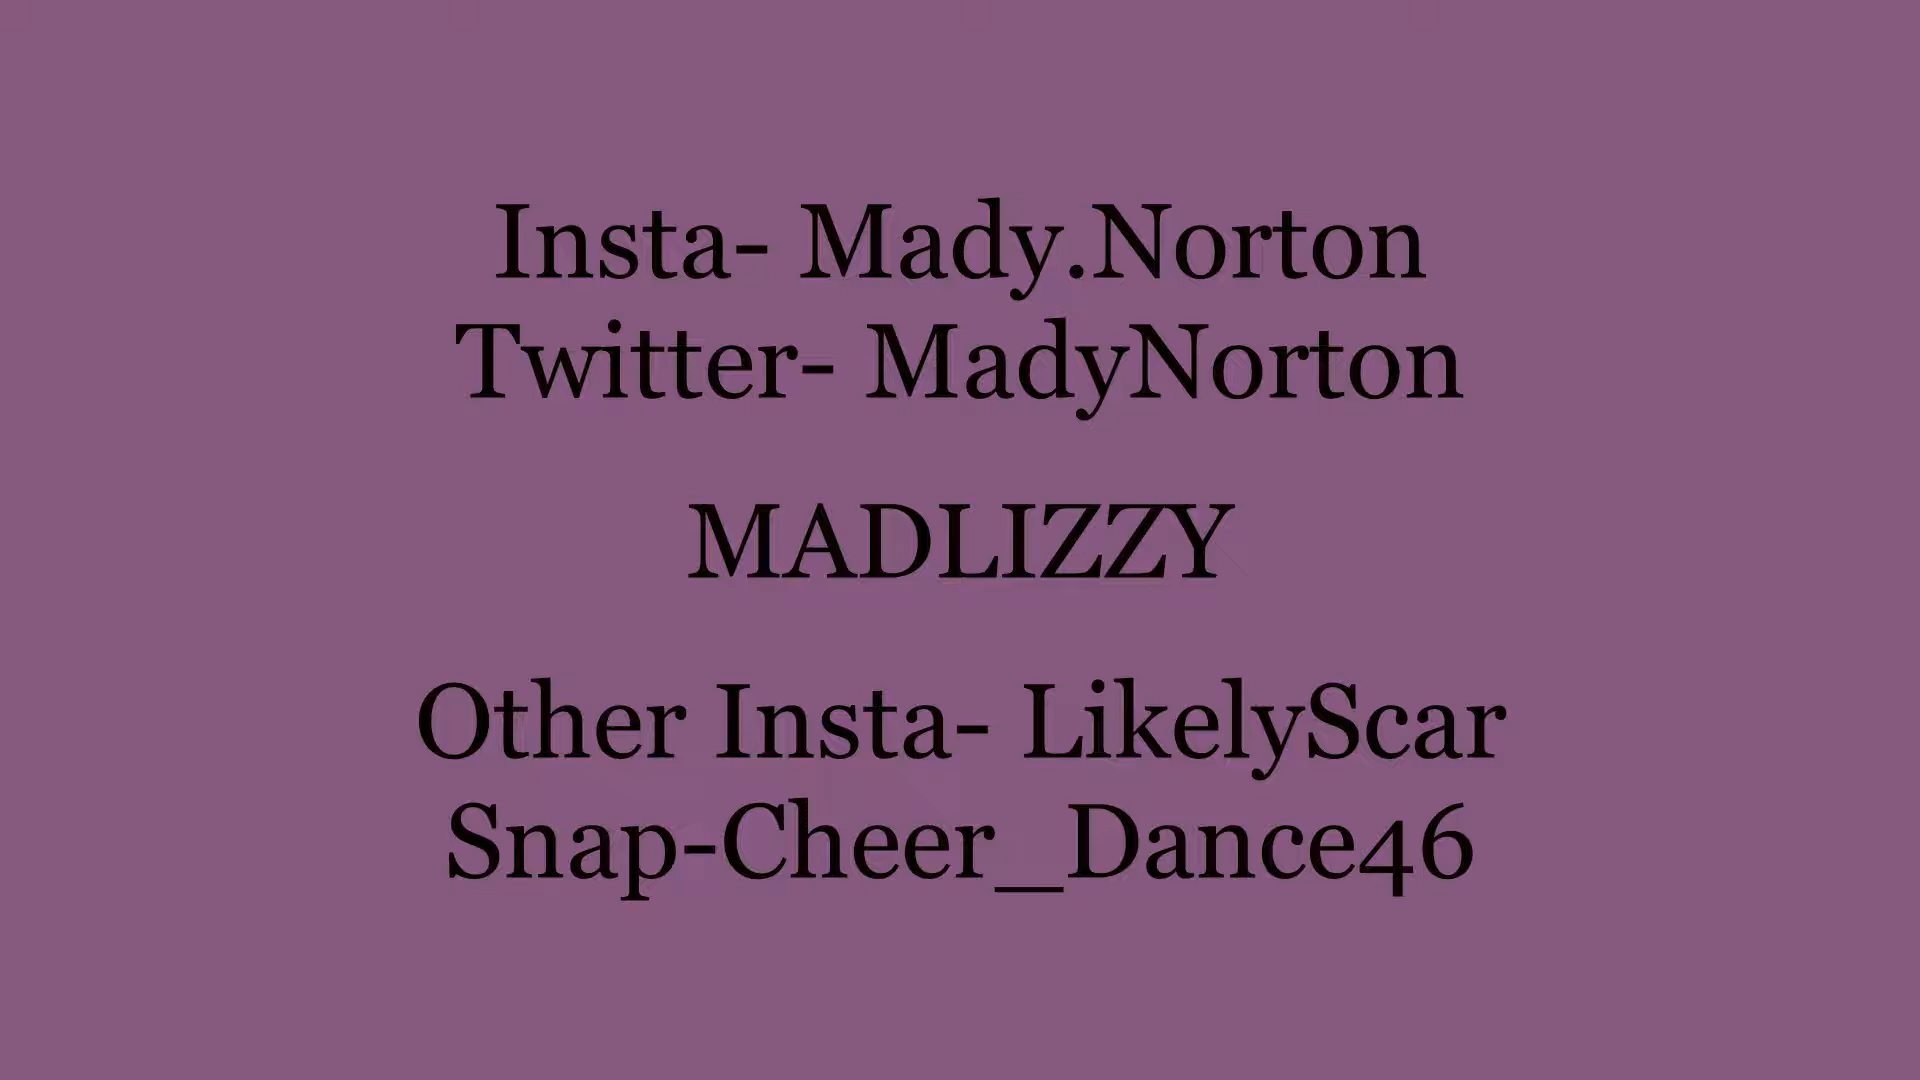 Insta- Mady.Norton
Twitter- MadyNorton
MADLIZZY
Other Insta- LikelyScar
Snap-Cheer_Dance46